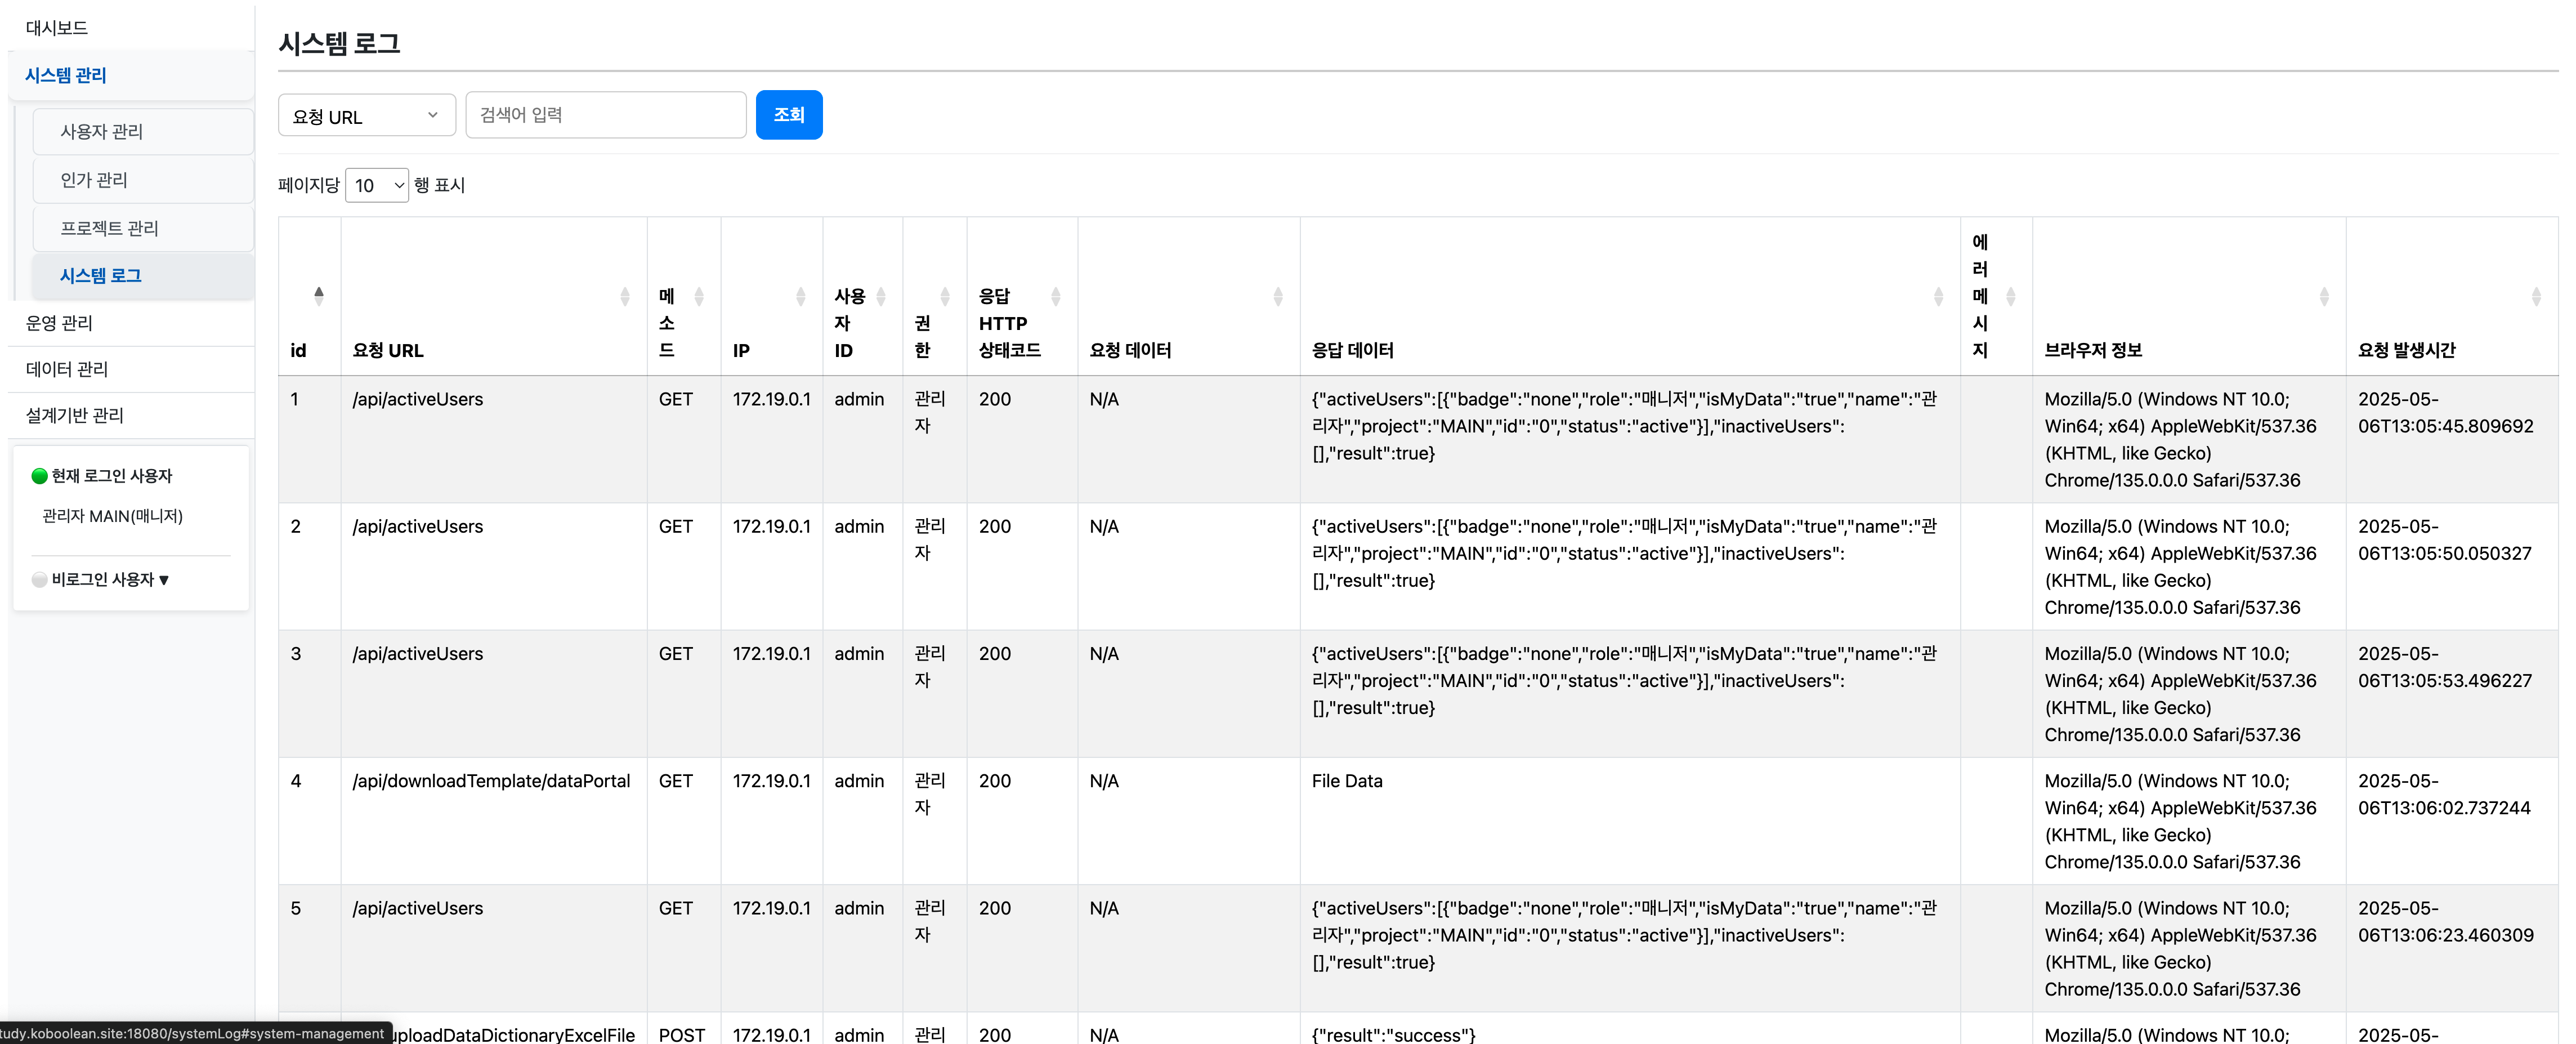 대시보드
시스템 관리
사용자 관리
인가 관리
프로젝트 관리
시스템 로그
운영 관리
데이터 관리
설계기반 관리
현재 로그인 사용자
관리자 MAIN(매니저)
비로그인 사용자 ▼
시스템 로그
요청 URL
검색어 입력
조회
페이지당 10 행 표시
id
요청 URL
메
소
드
IP
사용
자
ID
권
한
응답
HTTP
상태코드
요청 데이터
응답 데이터
에
러
메
시
지
브라우저 정보
요청 발생시간
1
/api/activeUsers
GET
172.19.0.1
admin
관리
자
200
N/A
{"activeUsers":[{"badge":"none","role":"매니저","isMyData":"true","name":"관
리자","project":"MAIN","id":"0","status":"active"}],"inactiveUsers":
[],"result":true}
Mozilla/5.0 (Windows NT 10.0;
Win64; x64) AppleWebKit/537.36
(KHTML, like Gecko)
Chrome/135.0.0.0 Safari/537.36
2025-05-
06T13:05:45.809692
2
/api/activeUsers
GET
172.19.0.1
admin
관리
자
200
N/A
{"activeUsers":[{"badge":"none","role":"매니저","isMyData":"true","name":"관
리자","project":"MAIN","id":"0","status":"active"}],"inactiveUsers":
[],"result":true}
Mozilla/5.0 (Windows NT 10.0;
Win64; x64) AppleWebKit/537.36
(KHTML, like Gecko)
Chrome/135.0.0.0 Safari/537.36
2025-05-
06T13:05:50.050327
3
/api/activeUsers
GET
172.19.0.1
admin
관리
자
200
N/A
{"activeUsers":[{"badge":"none","role":"매니저","isMyData":"true","name":"관
리자","project":"MAIN","id":"0","status":"active"}],"inactiveUsers":
[],"result":true}
Mozilla/5.0 (Windows NT 10.0;
Win64; x64) AppleWebKit/537.36
(KHTML, like Gecko)
Chrome/135.0.0.0 Safari/537.36
2025-05-
06T13:05:53.496227
4
/api/downloadTemplate/dataPortal
GET
172.19.0.1
admin
관리
자
200
N/A
File Data
Mozilla/5.0 (Windows NT 10.0;
Win64; x64) AppleWebKit/537.36
(KHTML, like Gecko)
Chrome/135.0.0.0 Safari/537.36
2025-05-
06T13:06:02.737244
5
/api/activeUsers
GET
172.19.0.1
admin
관리
자
200
N/A
{"activeUsers":[{"badge":"none","role":"매니저","isMyData":"true","name":"관
리자","project":"MAIN","id":"0","status":"active"}],"inactiveUsers":
[],"result":true}
Mozilla/5.0 (Windows NT 10.0;
Win64; x64) AppleWebKit/537.36
(KHTML, like Gecko)
Chrome/135.0.0.0 Safari/537.36
2025-05-
06T13:06:23.460309
uploadDataDictionaryExcelFile
POST
172.19.0.1
admin
관리
200
N/A
{"result":"success"}
Mozilla/5.0 (Windows NT 10.0;
2025-05-
tudy.koboolean.site:18080/systemLog#system-management